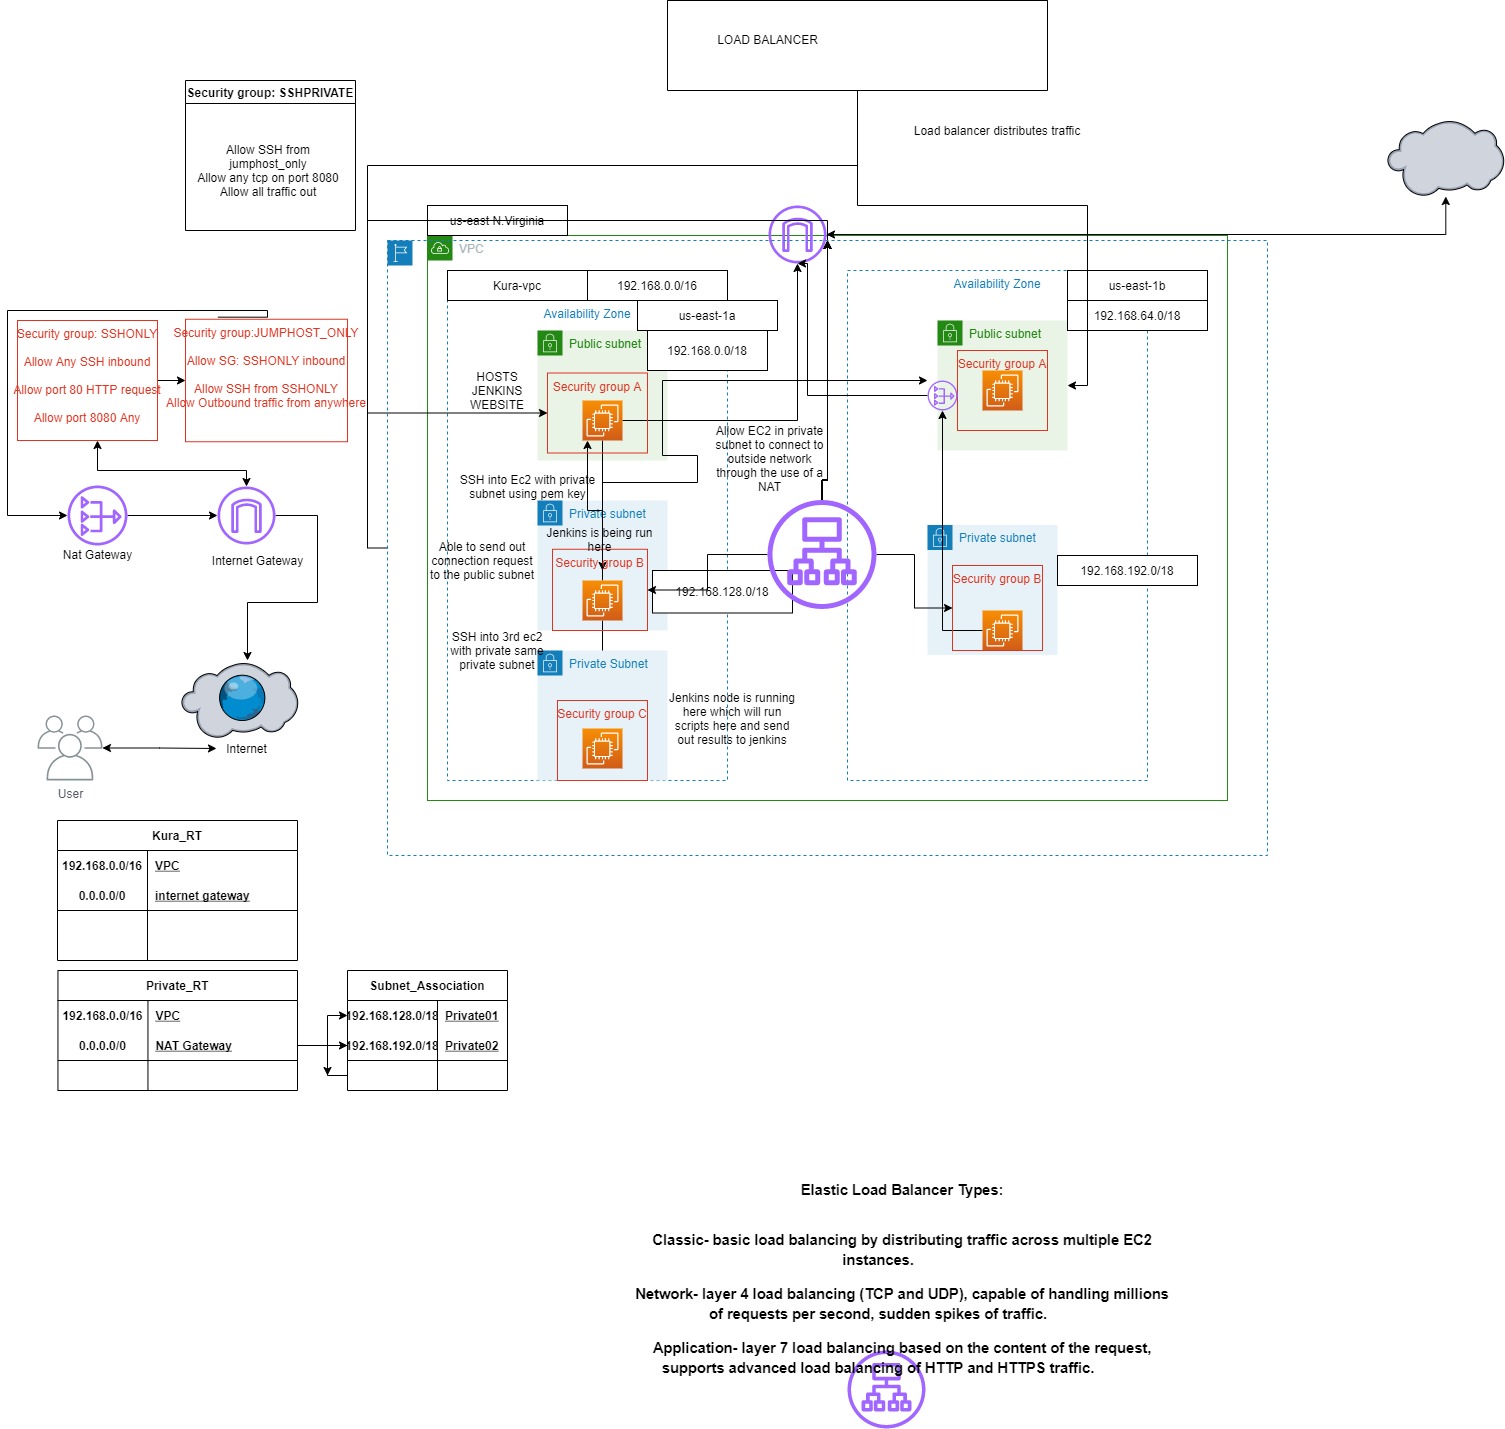 LOAD BALANCER
Security group: SSHPRIVATE
Allow SSH from
jumphost_only
Allow any tcp on port 8080
Allow all traffic out
Load balancer distributes traffic
us-east N.Virginia
VPC
Kura-vpc
192.168.0.0/16
Availability Zone
us-east-1a
Public subnet
192.168.0.0/18
Availability Zone
us-east-1b
192.168.64.0/18
Public subnet
Security group A
Security group: SSHONLY
Allow Any SSH inbound
Allow port 80 HTTP request
Allow port 8080 Any
Security group:JUMPHOST_ONLY
Allow SG: SSHONLY inbound
Allow SSH from SSHONLY
Allow Outbound traffic from anywhere
HOSTS
JENKINS
WEBSITE
Security group A
Allow EC2 in private
subnet to connect to
outside network
through the use of a
NAT
SSH into Ec2 with private
subnet using pem key
Private subnet
Jenkins is being run
here
Security group B
Able to send out
connection request
to the public subnet
192.168.128.0/18
Private subnet
192.168.192.0/18
Security group B
Nat Gateway
Internet Gateway
SSH into 3rd ec2
with private same
private subnet
Private Subnet
Security group C
Jenkins node is running
here which will run
scripts here and send
out results to jenkins
Internet
User
Kura_RT
192.168.0.0/16 VPC
0.0.0.0/0 internet gateway
Private_RT
192.168.0.0/16 VPC
0.0.0.0/0 NAT Gateway
Subnet_Association
192.168.128.0/18 Private01
192.168.192.0/18 Private02
Elastic Load Balancer Types:
Classic- basic load balancing by distributing traffic across multiple EC2
instances.
Network- layer 4 load balancing (TCP and UDP), capable of handling millions
of requests per second, sudden spikes of traffic.
Application- layer 7 load balancing based on the content of the request,
supports advanced load balancing of HTTP and HTTPS traffic.